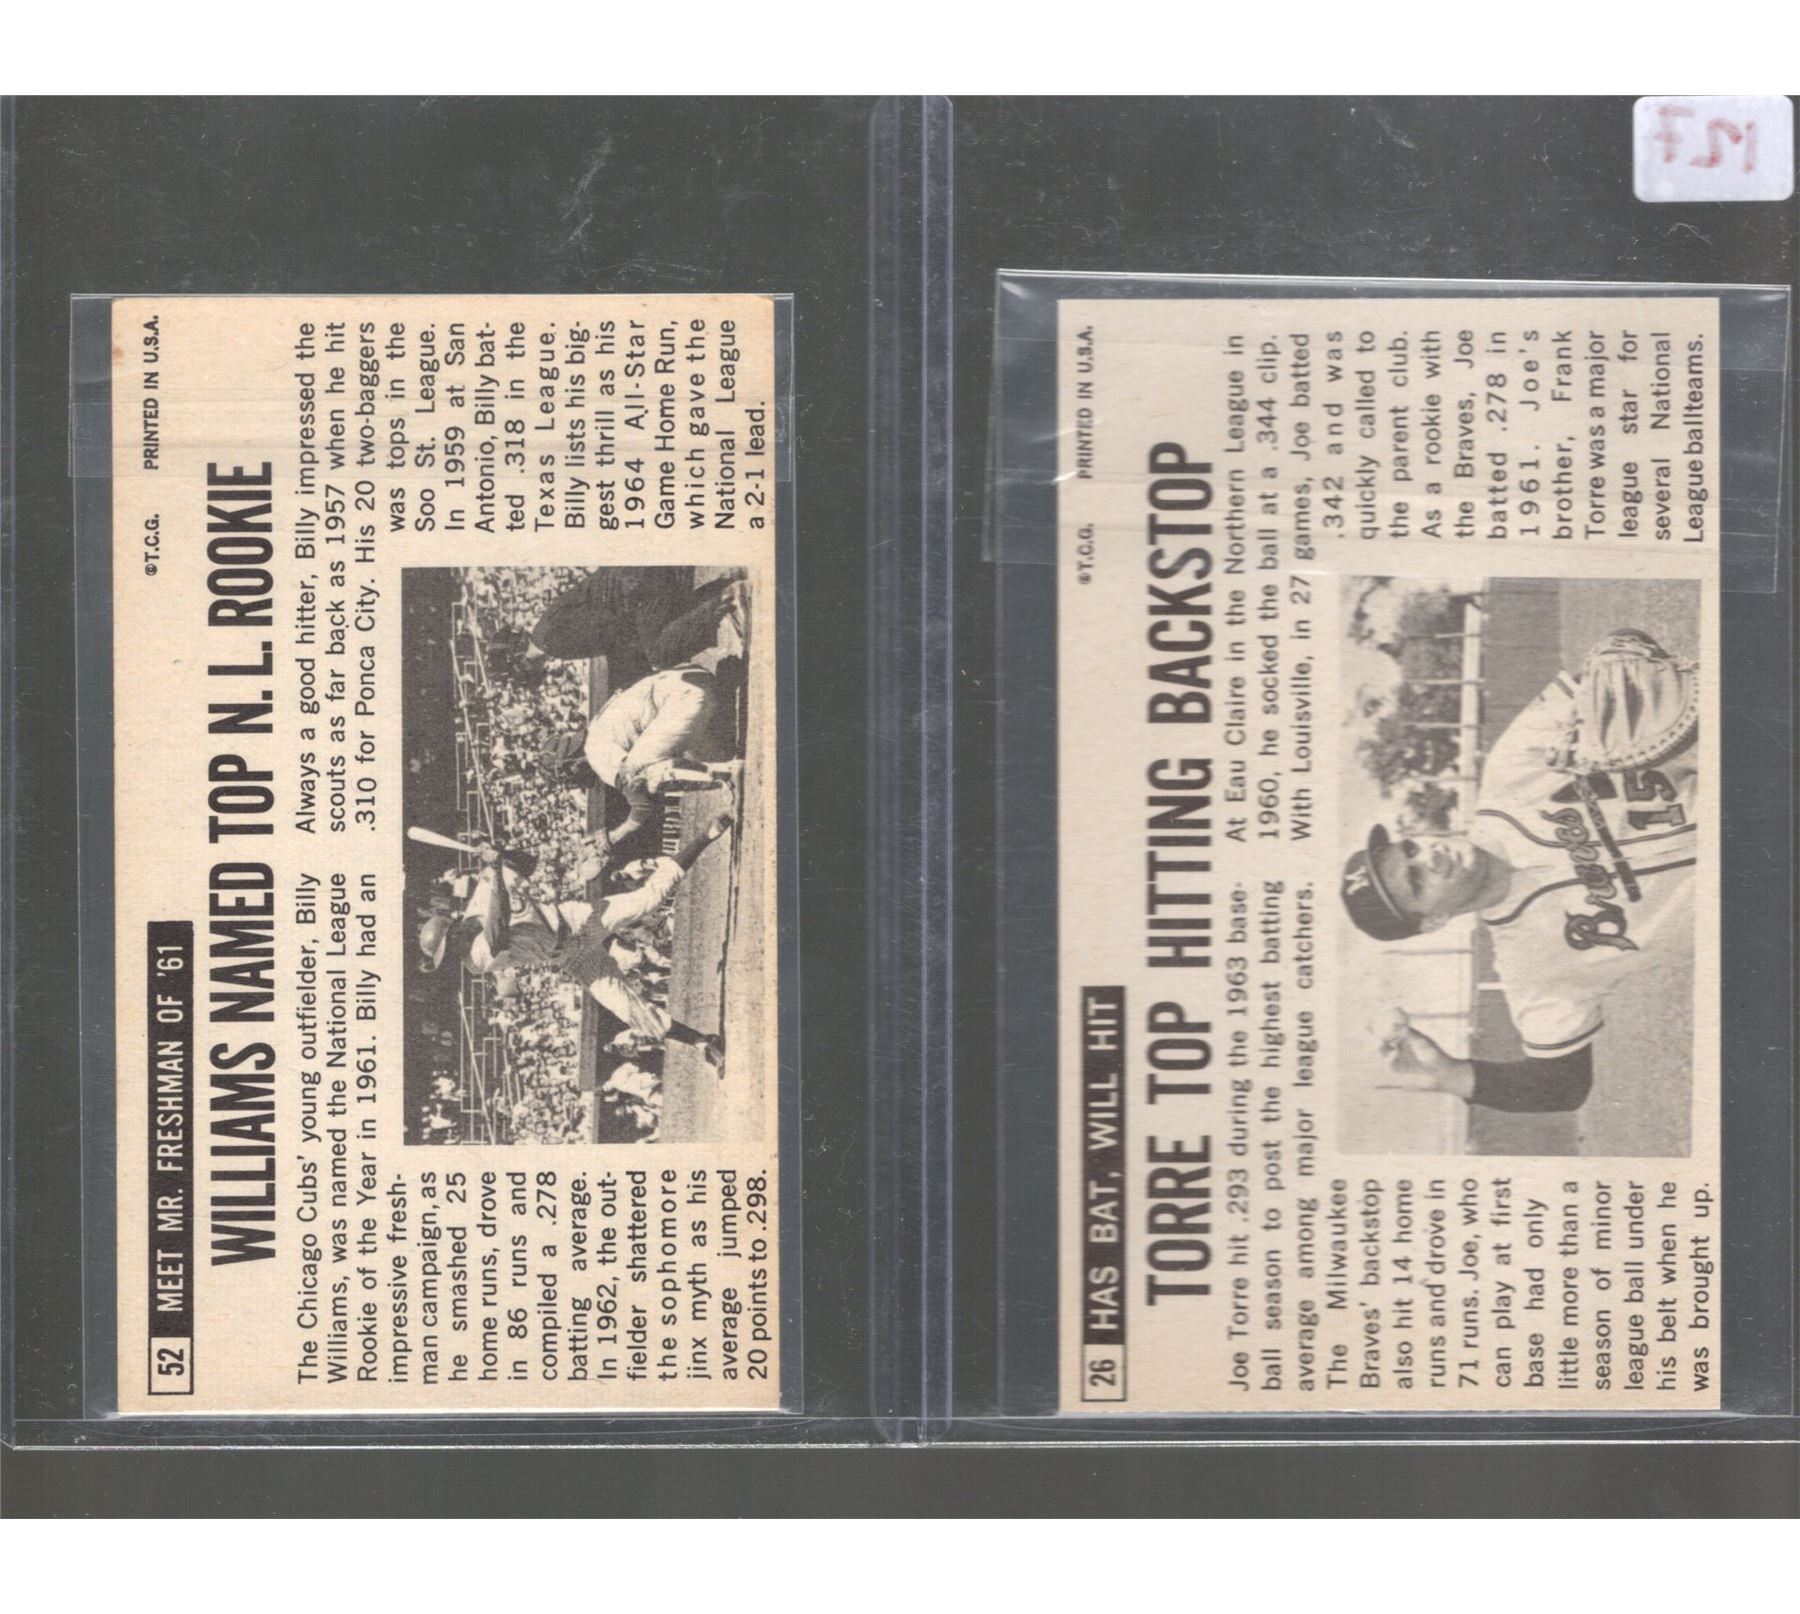 52 MEET MR. FRESHMAN OF '61
©T.C.G. PRINTED IN U.S.A.
WILLIAMS NAMED TOP N. L. ROOKIE
The Chicago Cubs' young outfielder, Billy
Williams, was named the National League
Rookie of the Year in 1961. Billy had an
impressive fresh-
man campaign, as
he smashed 25
home runs, drove
in 86 runs and
compiled a .278
batting average.
In 1962, the out-
fielder shattered
the sophomore
jinx myth as his
average jumped
20 points to .298.
Always a good hitter, Billy impressed the
scouts as far back as 1957 when he hit
.310 for Ponca City. His 20 two-baggers
was tops in the
Soo St. League.
In 1959 at San
Antonio, Billy bat-
ted .318 in the
Texas League.
Billy lists his big-
gest thrill as his
1964 All-Star
Game Home Run,
which gave the
National League
a 2-1 lead.
26 HAS BAT, WILL HIT
©T.C.G. PRINTED IN U.S.A.
TORRE TOP HITTING BACKSTOP
Joe Torre hit .293 during the 1963 base-
ball season to post the highest batting
average among major league catchers.
The Milwaukee
Braves' backstop
also hit 14 home
runs and drove in
71 runs. Joe, who
can play at first
base had only
little more than a
season of minor
league ball under
his belt when he
was brought up.
At Eau Claire in the Northern League in
1960, he socked the ball at a .344 clip.
With Louisville, in 27 games, Joe batted
.342 and was
quickly called to
the parent club.
As a rookie with
the Braves, Joe
batted .278 in
1961. Joe's
brother, Frank
Torre was a major
league star for
several National
League ballteams.
M
Braves
15